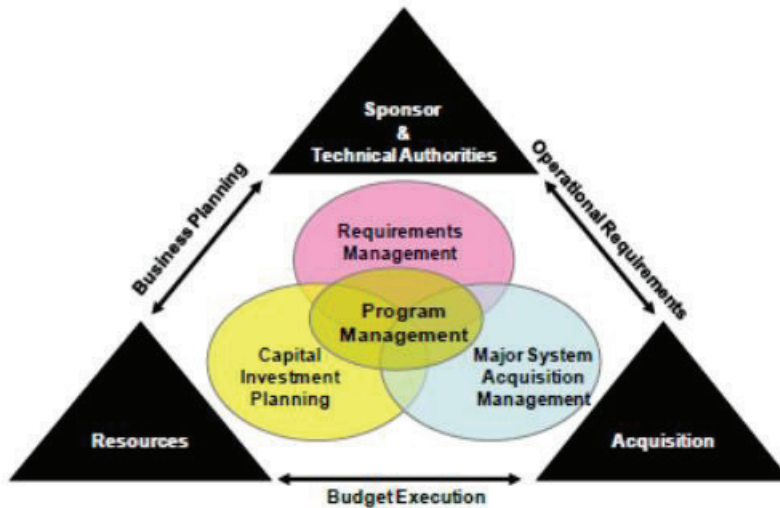 Sponsor
&
Technical Authorities
Business Planning
Operational Requirements
Requirements
Management
Program
Management
Capital
Investment
Planning
Major System
Acquisition
Management
Resources
Acquisition
Budget Execution